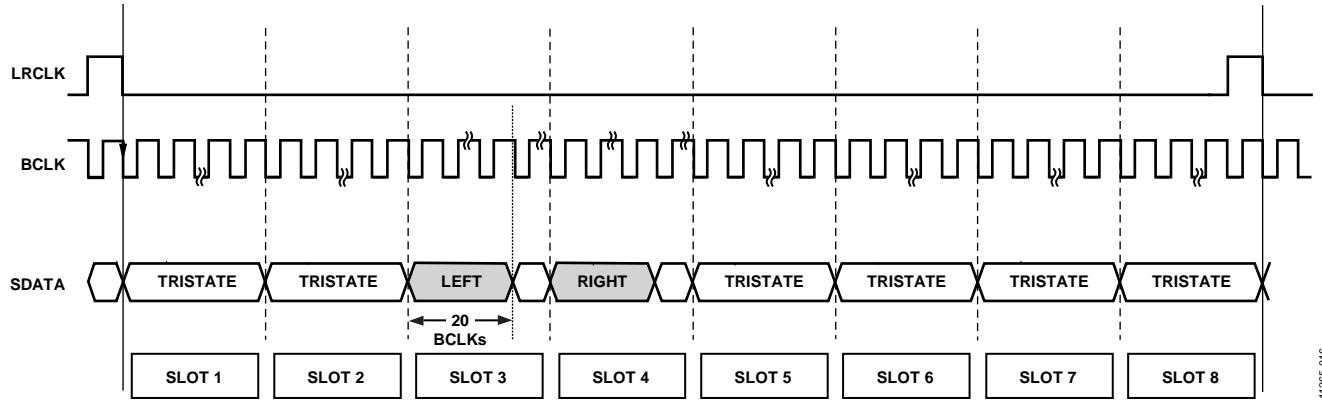 LRCLK
BCLK
SDATA
TRISTATE TRISTATE LEFT RIGHT TRISTATE TRISTATE TRISTATE TRISTATE
20
BCLKs
SLOT 1 SLOT 2 SLOT 3 SLOT 4 SLOT 5 SLOT 6 SLOT 7 SLOT 8